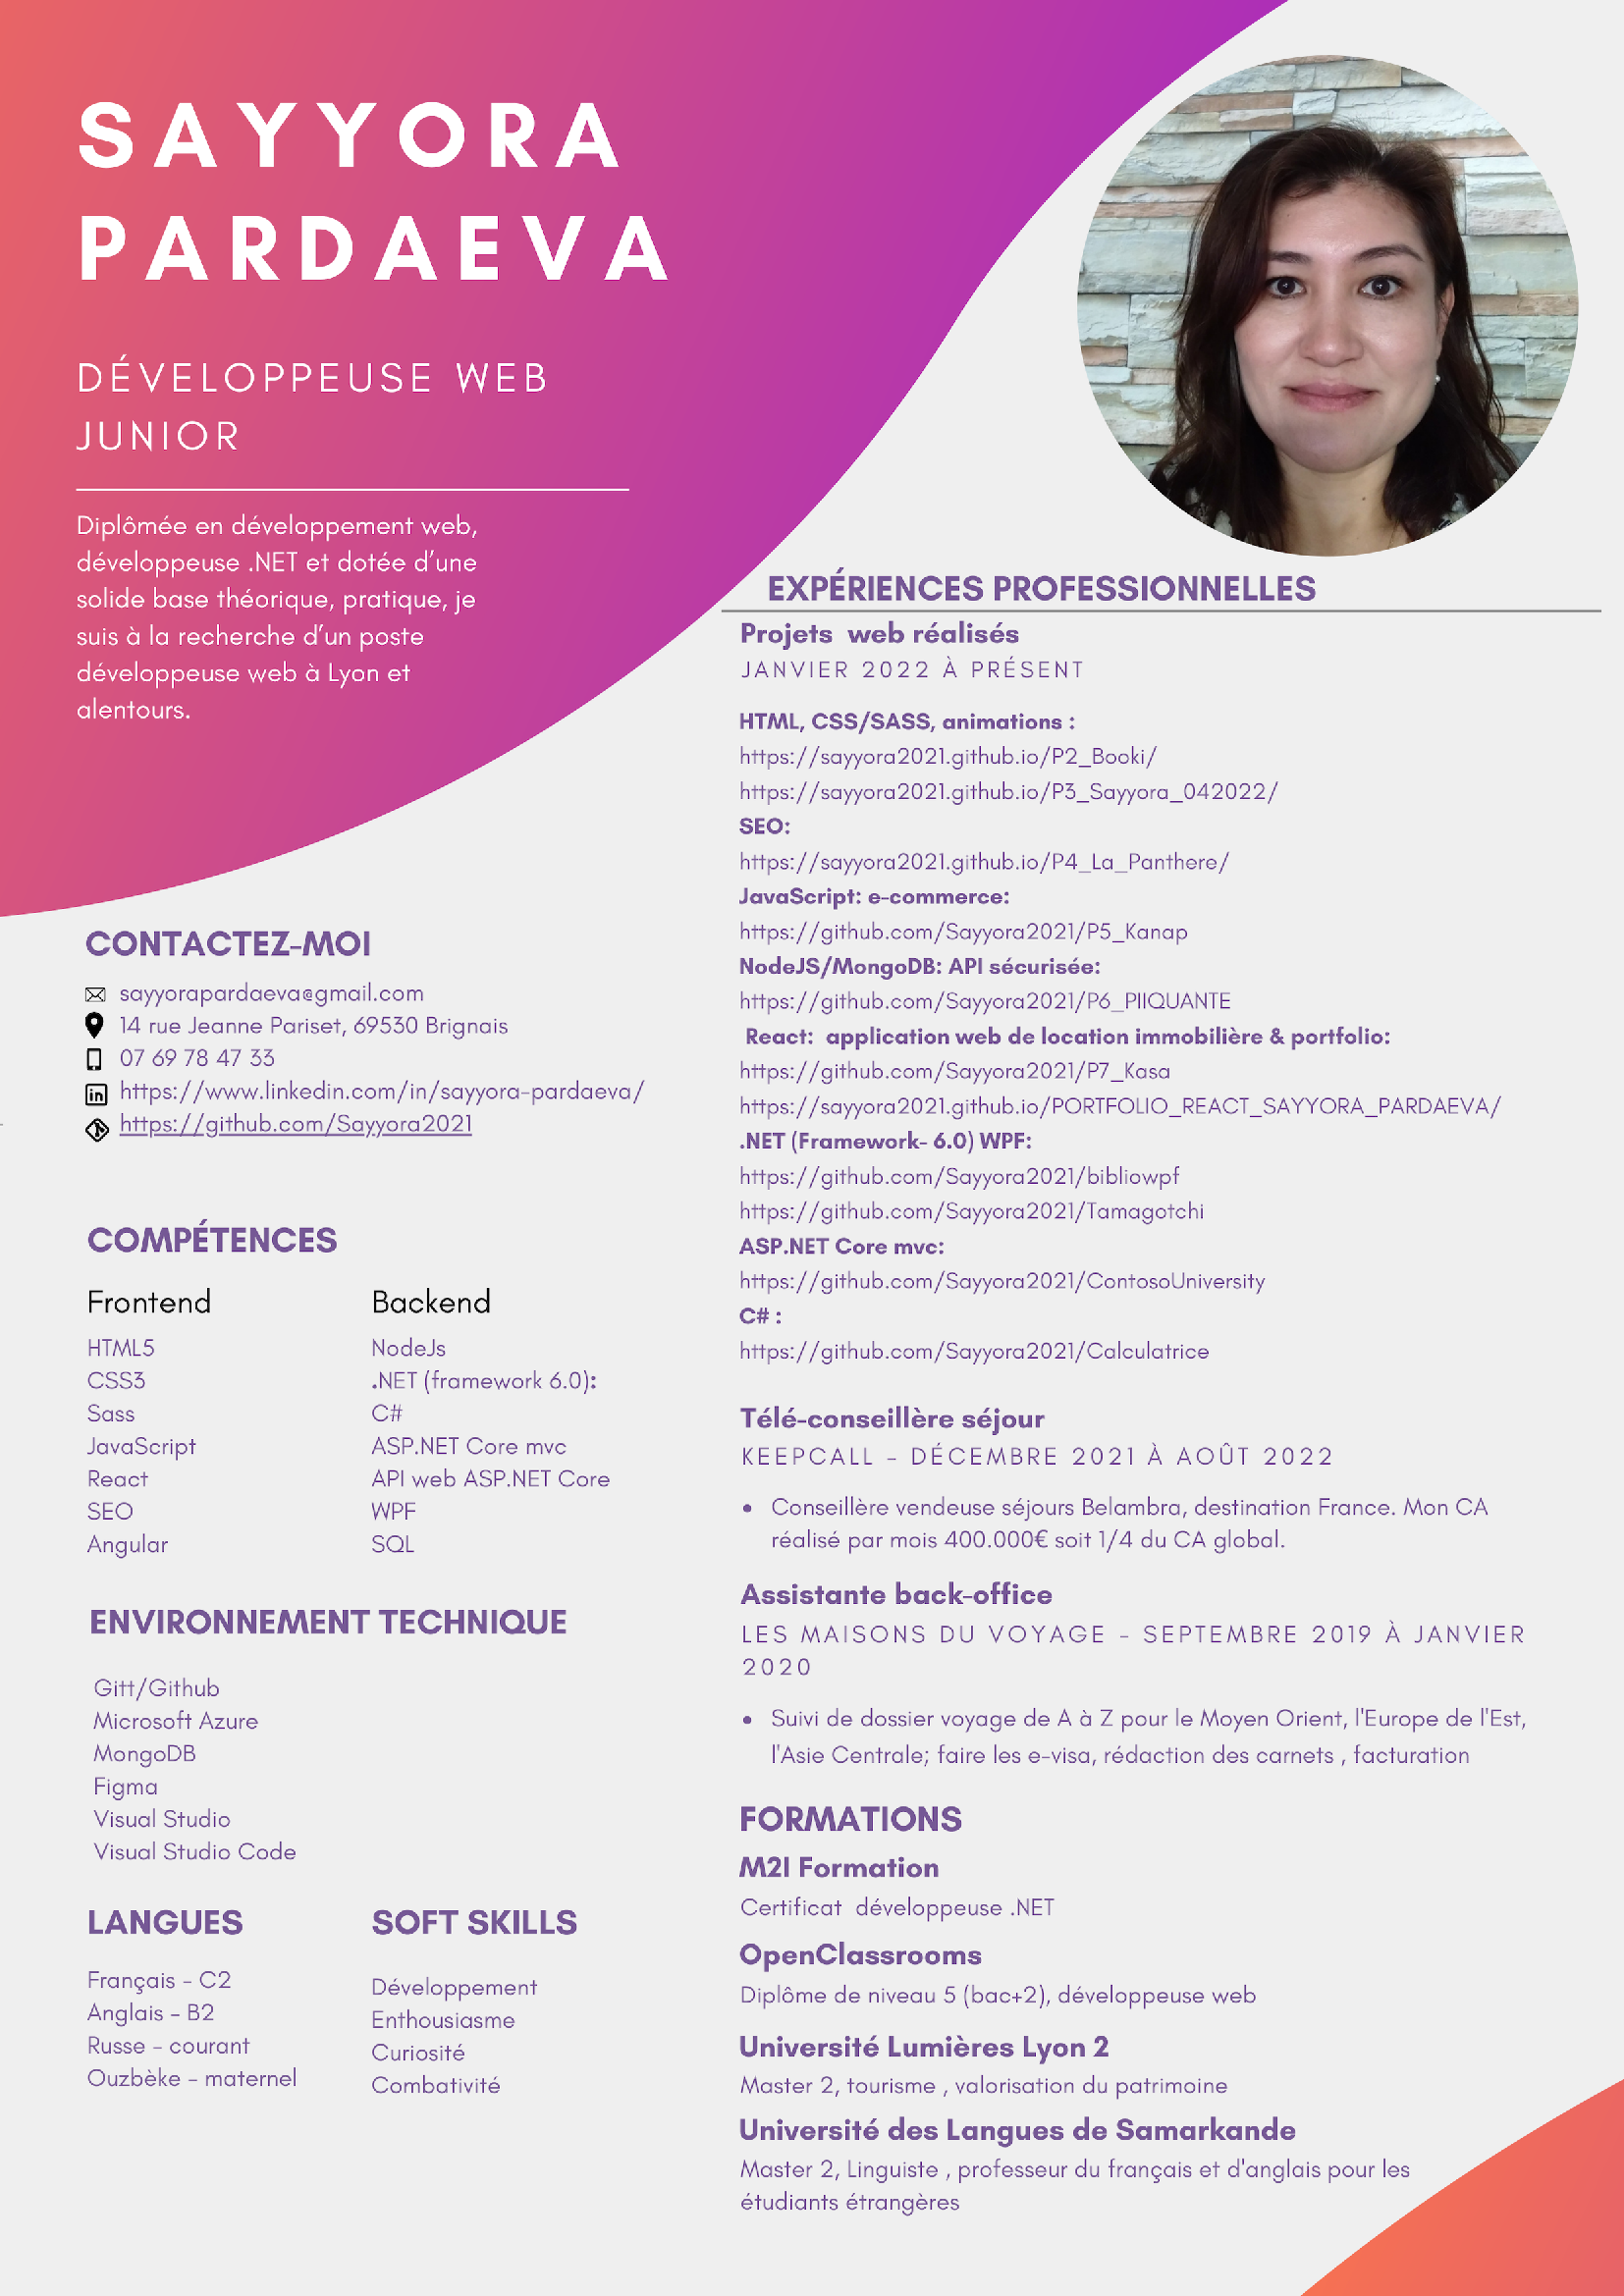 SAYYORA
PARDAEVA
DÉVELOPPEUSE WEB
JUNIOR
Diplômée en développement web,
développeuse .NET et dotée d’une
solide base théorique, pratique, je
suis à la recherche d’un poste
développeuse web à Lyon et
alentours.
CONTACTEZ-MOI
sayyorapardaeva@gmail.com
14 rue Jeanne Pariset, 69530 Brignais
07 69 78 47 33
https://www.linkedin.com/in/sayyora-pardaeva/
https://github.com/Sayyora2021
COMPÉTENCES
Frontend
HTML5
CSS3
Sass
JavaScript
React
SEO
Angular
Backend
NodeJs
.NET (framework 6.0):
C#
ASP.NET Core mvc
API web ASP.NET Core
WPF
SQL
ENVIRONNEMENT TECHNIQUE
Gitt/Github
Microsoft Azure
MongoDB
Figma
Visual Studio
Visual Studio Code
LANGUES
Français - C2
Anglais - B2
Russe - courant
Ouzbèke - maternel
SOFT SKILLS
Développement
Enthousiasme
Curiosité
Combativité
EXPÉRIENCES PROFESSIONNELLES
Projets web réalisés
JANVIER 2022 À PRÉSENT
HTML, CSS/SASS, animations :
https://sayyora2021.github.io/P2_Booki/
https://sayyora2021.github.io/P3_Sayyora_042022/
SEO:
https://sayyora2021.github.io/P4_La_Panthere/
JavaScript: e-commerce:
https://github.com/Sayyora2021/P5_Kanap
NodeJS/MongoDB: API sécurisée:
https://github.com/Sayyora2021/P6_PIIQUANTE
React: application web de location immobilière & portfolio:
https://github.com/Sayyora2021/P7_Kasa
https://sayyora2021.github.io/PORTFOLIO_REACT_SAYYORA_PARDAEVA/
.NET (Framework- 6.0) WPF:
https://github.com/Sayyora2021/bibliowpf
https://github.com/Sayyora2021/Tamagotchi
ASP.NET Core mvc:
https://github.com/Sayyora2021/ContosoUniversity
C# :
https://github.com/Sayyora2021/Calculatrice
Télé-conseillère séjour
KEEPCALL - DÉCEMBRE 2021 À AOÛT 2022
• Conseillère vendeuse séjours Belambra, destination France. Mon CA
réalisé par mois 400.000€ soit 1/4 du CA global.
Assistante back-office
LES MAISONS DU VOYAGE - SEPTEMBRE 2019 À JANVIER
2020
• Suivi de dossier voyage de A à Z pour le Moyen Orient, l'Europe de l'Est,
l'Asie Centrale; faire les e-visa, rédaction des carnets , facturation
FORMATIONS
M2I Formation
Certificat développeuse .NET
OpenClassrooms
Diplôme de niveau 5 (bac+2), développeuse web
Université Lumières Lyon 2
Master 2, tourisme , valorisation du patrimoine
Université des Langues de Samarkande
Master 2, Linguiste , professeur du français et d'anglais pour les
étudiants étrangères